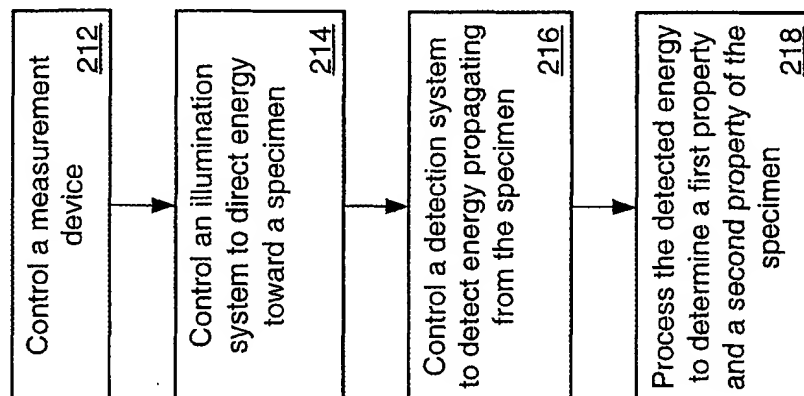 Control a measurement
device
212
Control an illumination
system to direct energy
toward a specimen
214
Control a detection system
to detect energy propagating
from the specimen
216
Process the detected energy
to determine a first property
and a second property of the
specimen
218